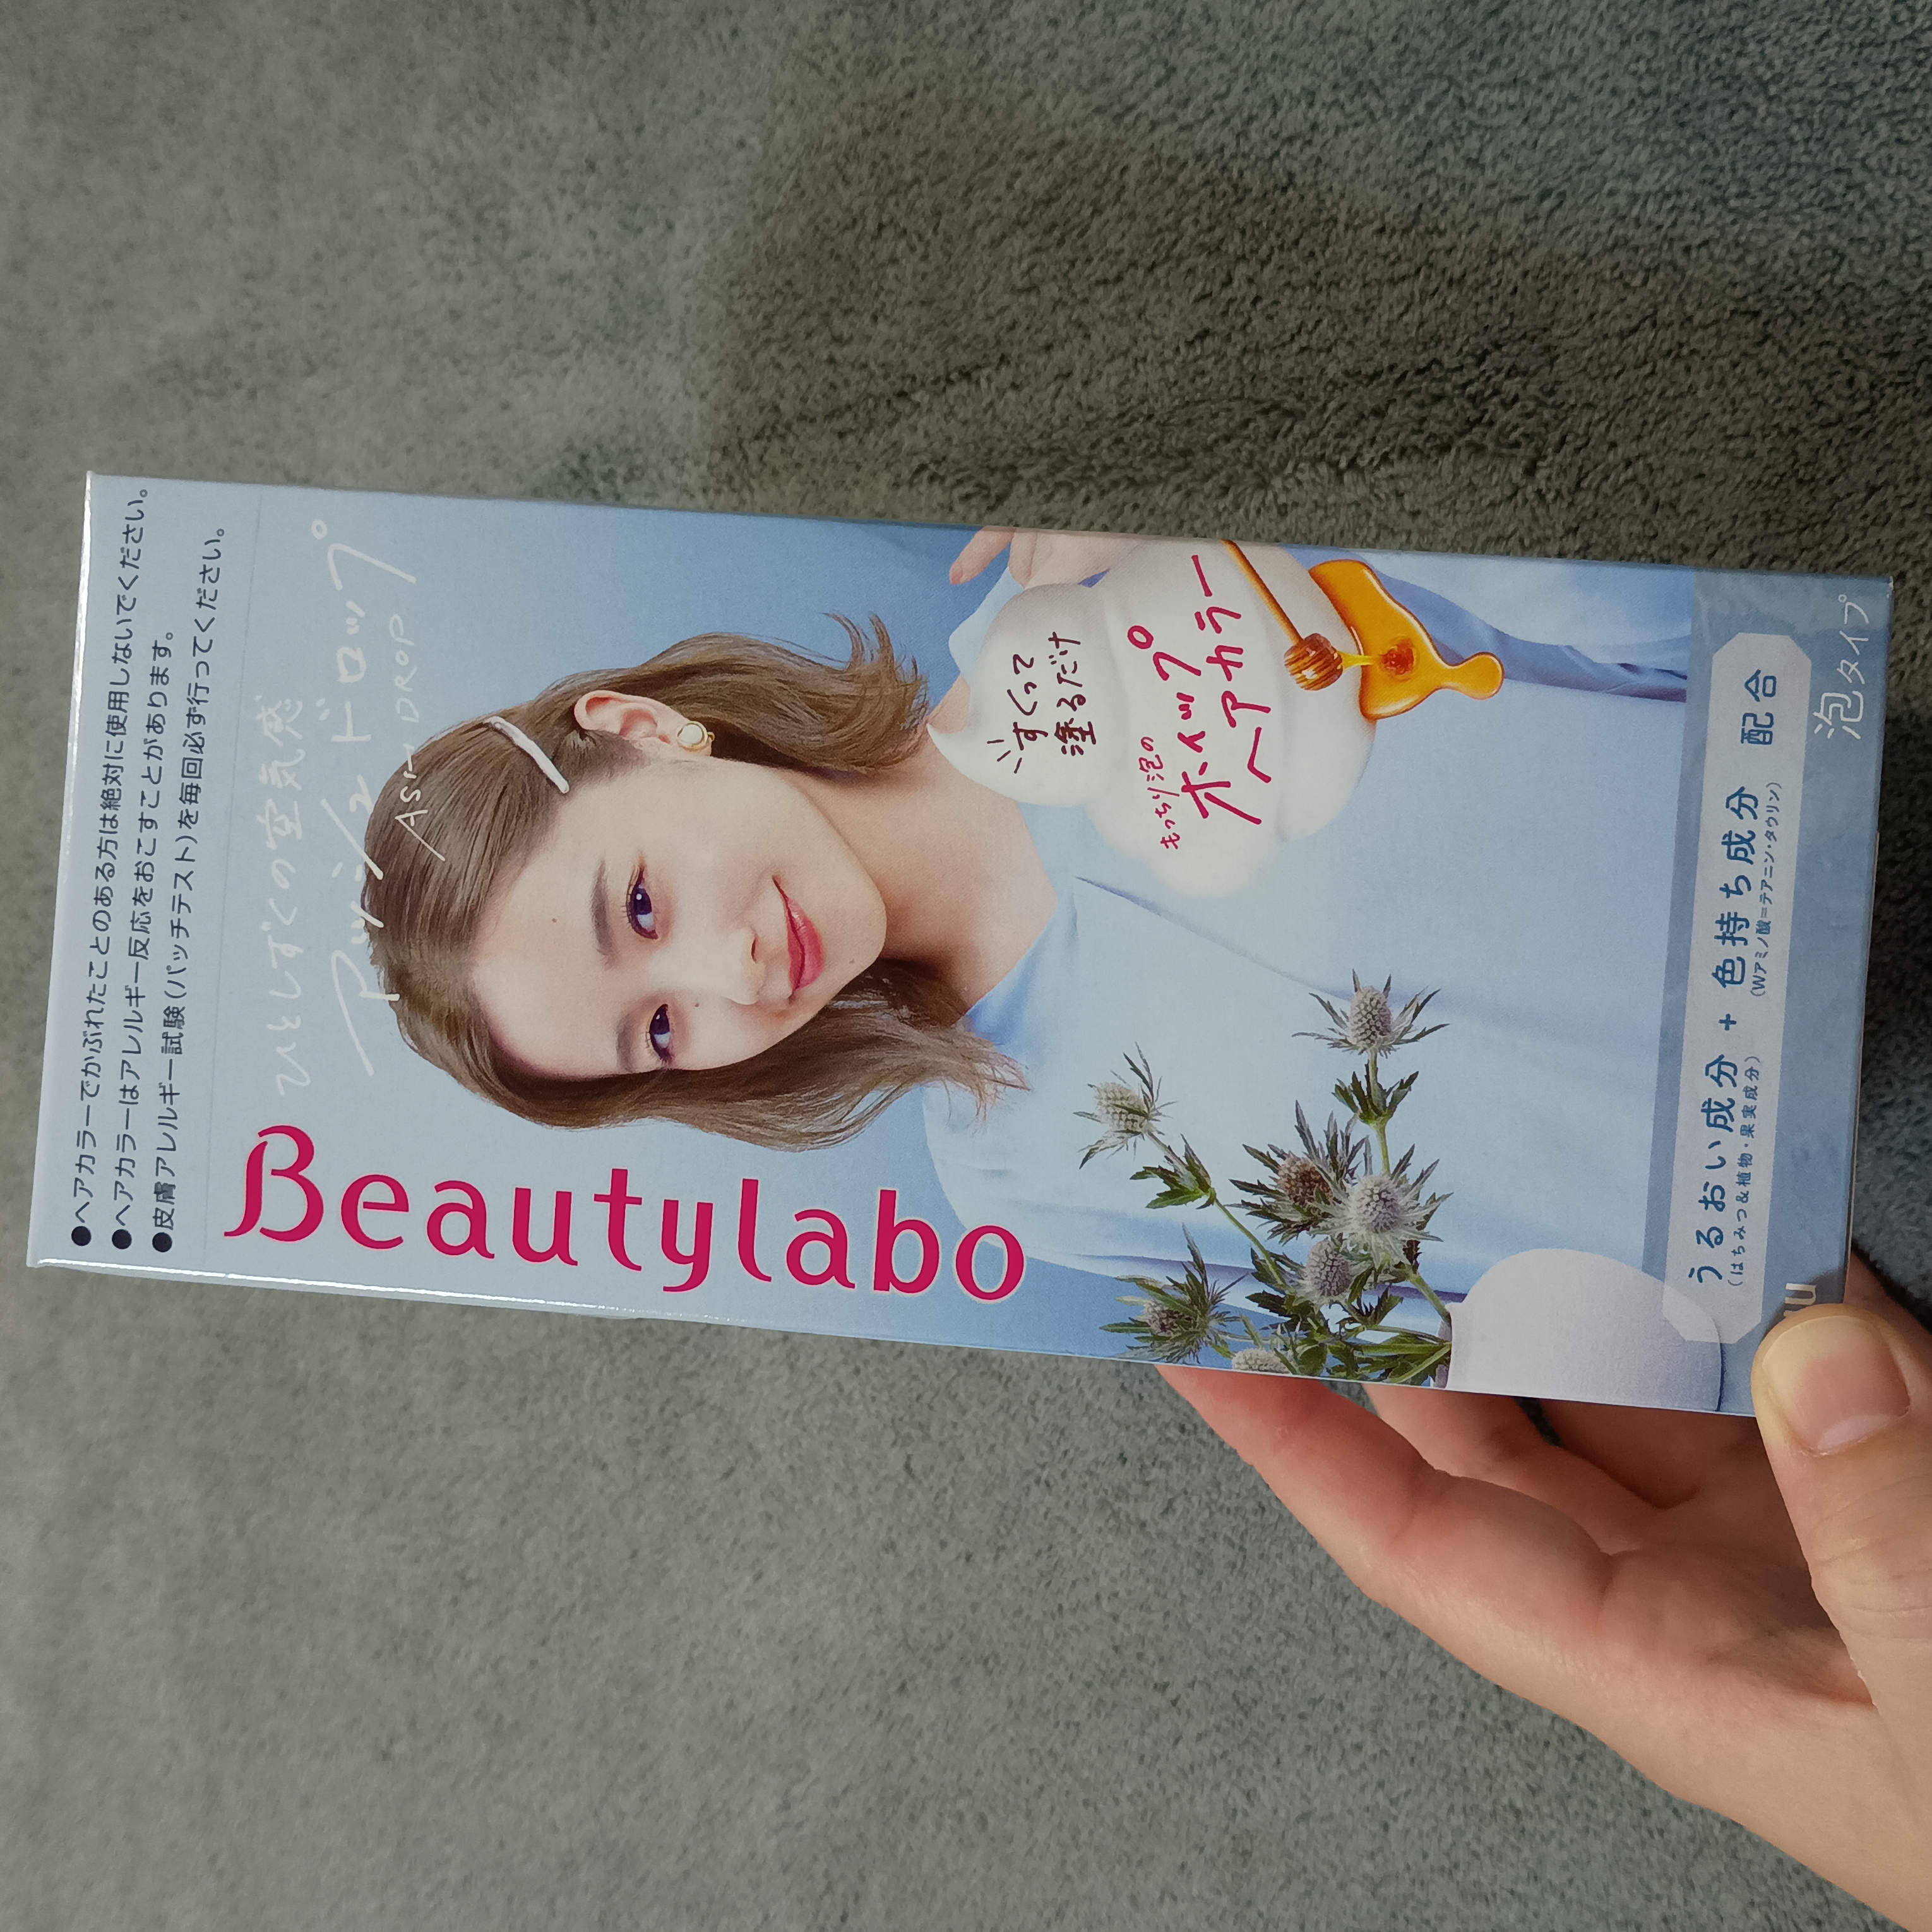 ●ヘアカラーでかぶれたことのある方は絶対に使用しないでください。
●ヘアカラーはアレルギー反応をおこすことがあります。
●皮膚アレルギー試験(パッチテスト)を毎回必ず行ってください。
Beautylabo
ひとしずくの空気感
アッシュドロップ
ASH DROP
すくって
塗るだけ
もっちり泡の
ホイップ
ヘアカラー
うるおい成分 + 色持ち成分 配合
(はちみつ&植物・果実成分) (Wアミノ酸=テアニン・タウリン)
泡タイプ